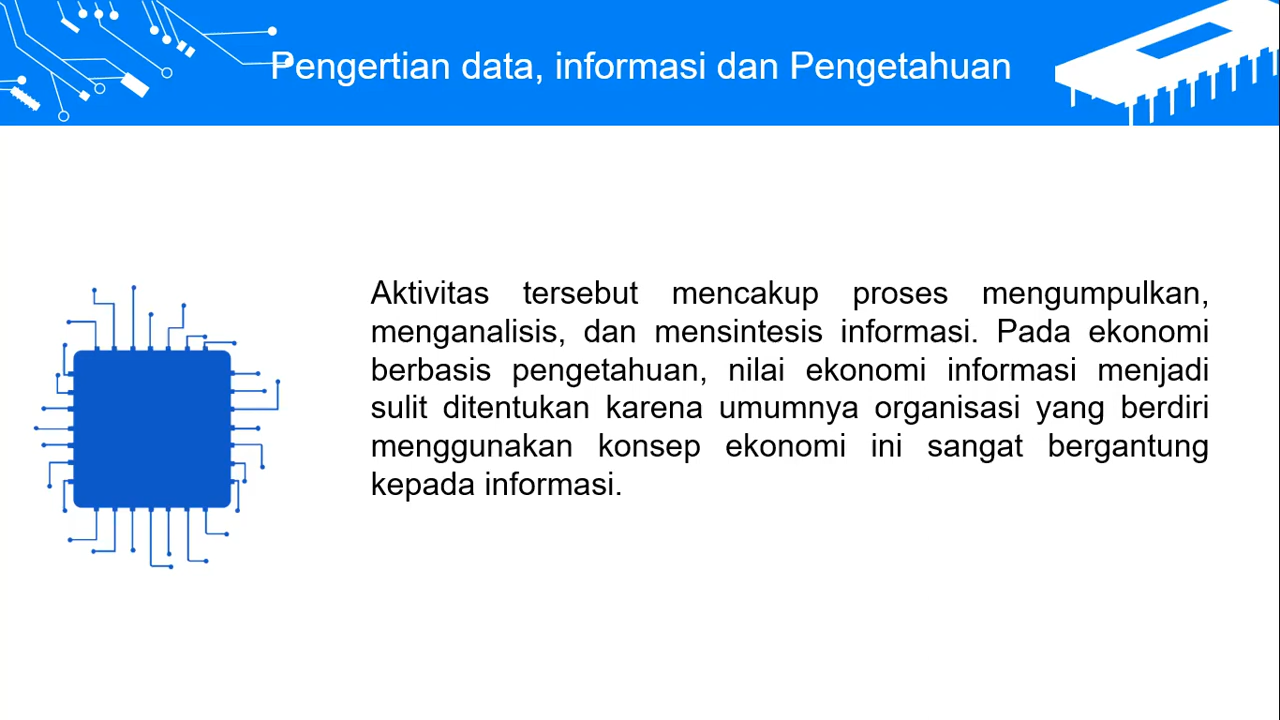 Pengertian data, informasi dan Pengetahuan
Aktivitas tersebut mencakup proses mengumpulkan,
menganalisis, dan mensintesis informasi. Pada ekonomi
berbasis pengetahuan, nilai ekonomi informasi menjadi
sulit ditentukan karena umumnya organisasi yang berdiri
menggunakan konsep ekonomi ini sangat bergantung
kepada informasi.